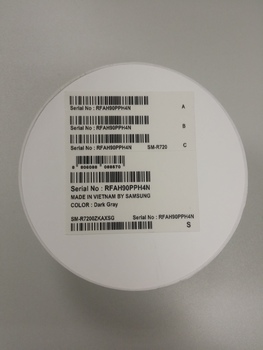 Serial No : RFAH90PPH4N
A
Serial No : RFAH90PPH4N
B
Serial No : RFAH90PPH4N SM-R720
C
Serial No : RFAH90PPH4N
MADE IN VIETNAM BY SAMSUNG
COLOR : Dark Gray
SM-R7200ZKAXSG Serial No : RFAH90PPH4N
S